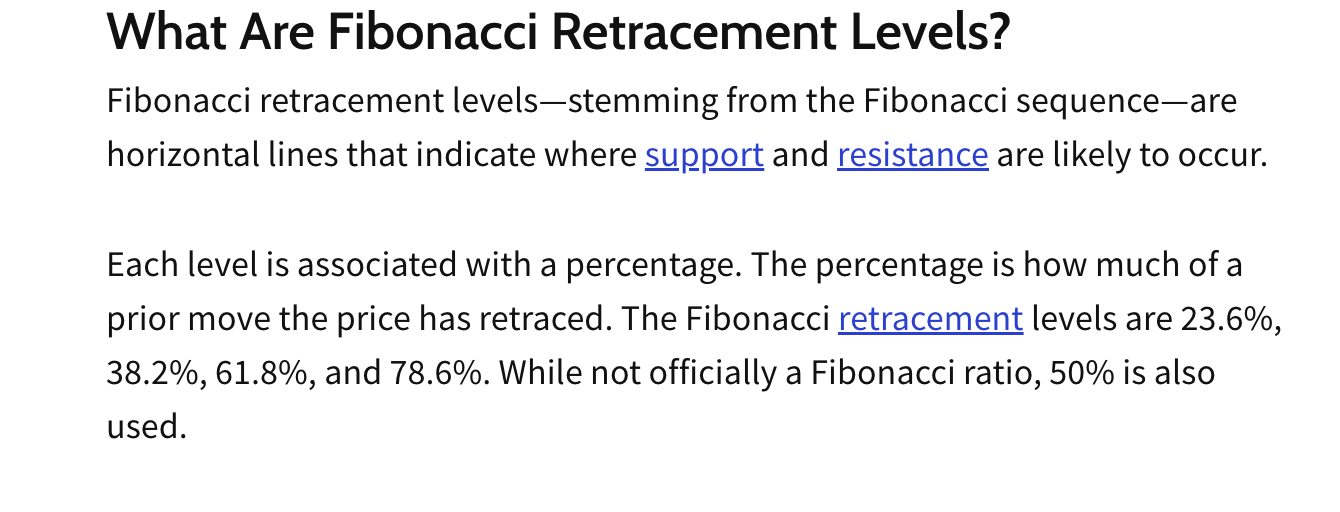 What Are Fibonacci Retracement Levels?
Fibonacci retracement levels—stemming from the Fibonacci sequence—are
horizontal lines that indicate where support and resistance are likely to occur.
Each level is associated with a percentage. The percentage is how much of a
prior move the price has retraced. The Fibonacci retracement levels are 23.6%,
38.2%, 61.8%, and 78.6%. While not officially a Fibonacci ratio, 50% is also
used.